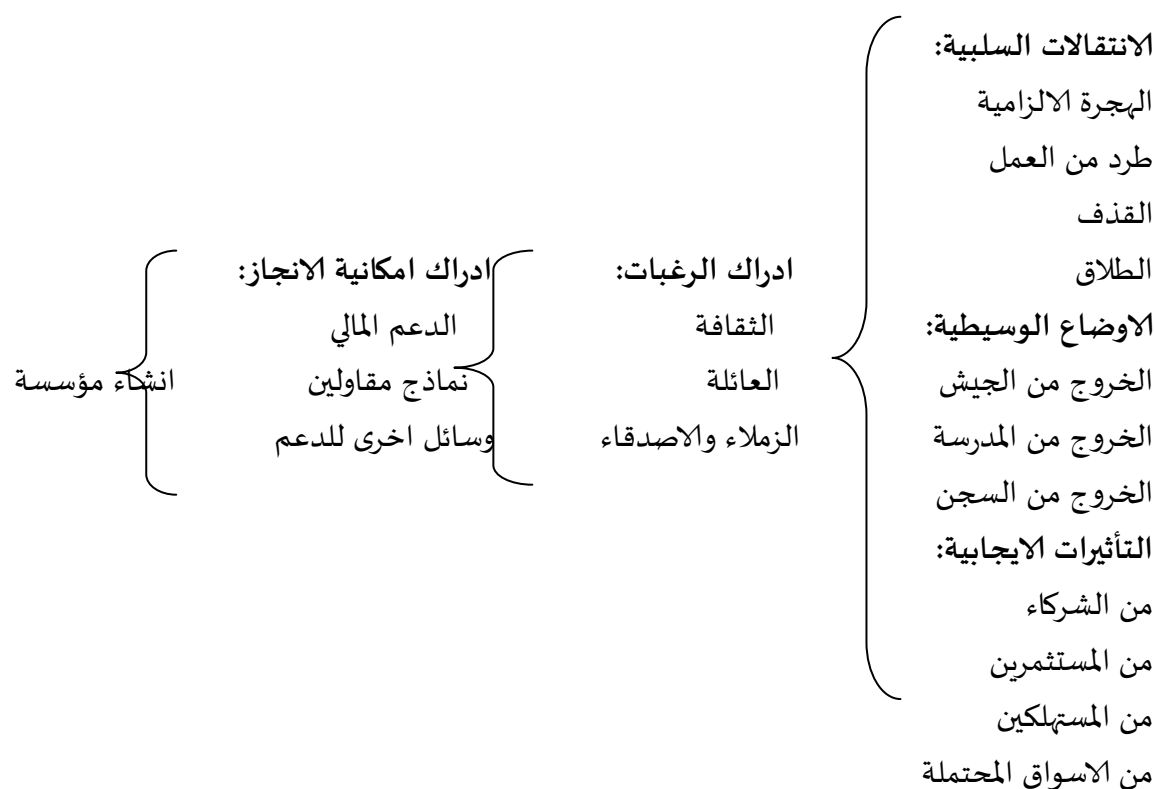 الانتقالات السلبية:
الهجرة الالزامية
طرد من العمل
القذف
الطلاق
الاوضاع الوسيطية:
الخروج من الجيش
الخروج من المدرسة
الخروج من السجن
التأثيرات الايجابية:
من الشركاء
من المستثمرين
من المستهلكين
من الاسواق المحتملة
ادراك الرغبات:
الثقافة
العائلة
الزملاء والاصدقاء
ادراك امكانية الانجاز:
الدعم المالي
نماذج مقاولين
وسائل اخرى للدعم
انشاء مؤسسة